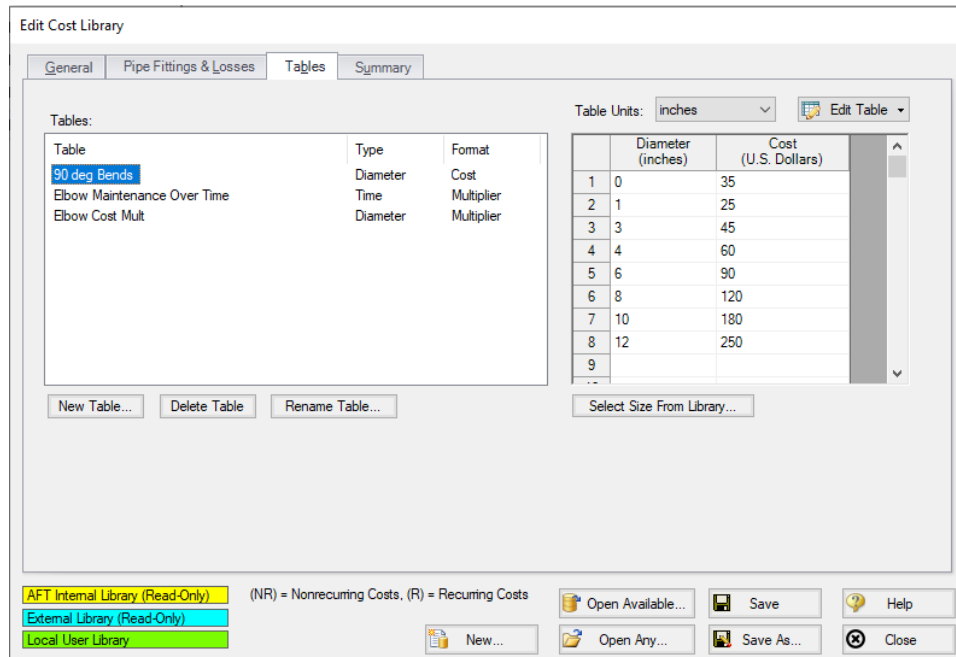 Edit Cost Library
General Pipe Fittings & Losses Tables Summary
Table Units: inches Edit Table
Tables:
Table Type Format
90 deg Bends Diameter Cost
Elbow Maintenance Over Time Time Multiplier
Elbow Cost Mult Diameter Multiplier
Diameter (inches) Cost (U.S. Dollars)
1 0 35
2 1 25
3 3 45
4 4 60
5 6 90
6 8 120
7 10 180
8 12 250
9
New Table... Delete Table Rename Table... Select Size From Library...
AFT Internal Library (Read-Only) (NR) = Nonrecurring Costs, (R) = Recurring Costs
External Library (Read-Only)
Local User Library
Open Available... Save Help
New... Open Any... Save As... Close